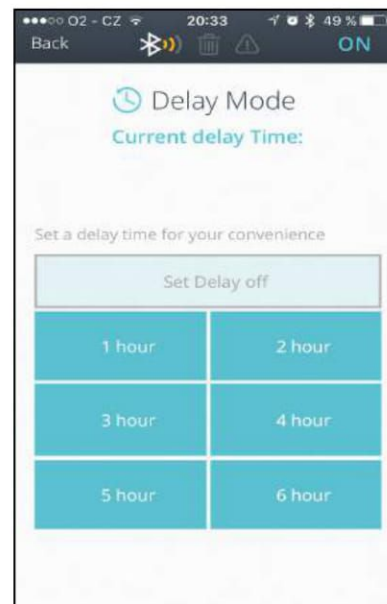 O2 - CZ 20:33 49 %
Back ON
Delay Mode
Current delay Time:
Set a delay time for your convenience
Set Delay off
1 hour 2 hour
3 hour 4 hour
5 hour 6 hour